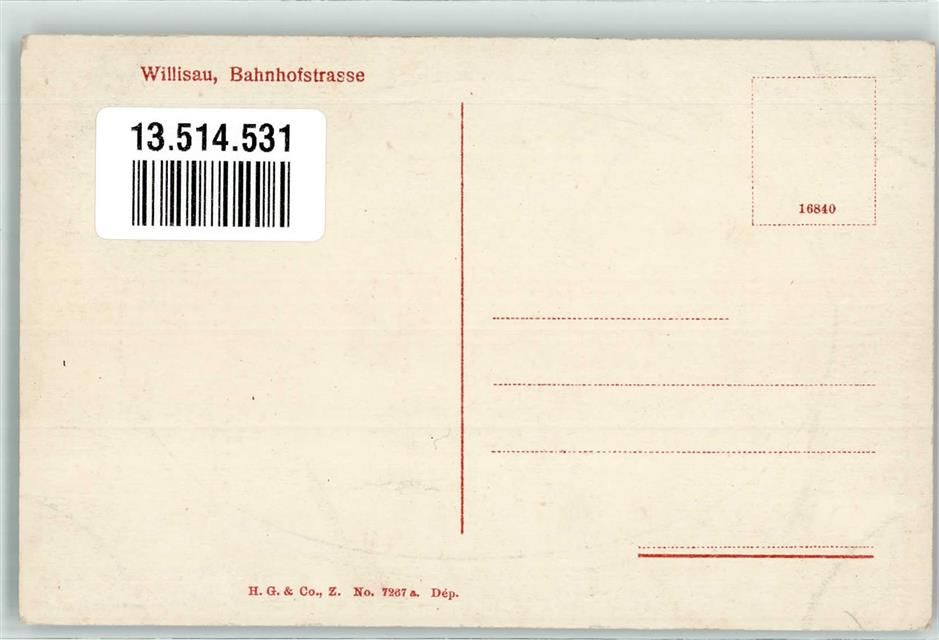 Willisau, Bahnhofstrasse
13.514.531
16840
H. G. & Co., Z. No. 7267 a. Dép.